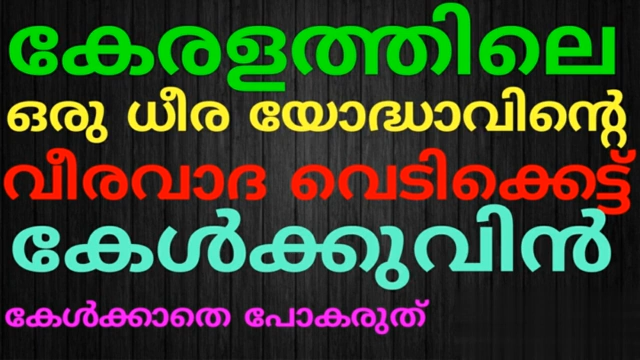 കേരളത്തിലെ
ഒരു ധീര യോദ്ധാവിന്റെ
വീരവാദ വെടിക്കെട്ട്
കേൾക്കുവിൻ
കേൾക്കാതെ പോകരുത്